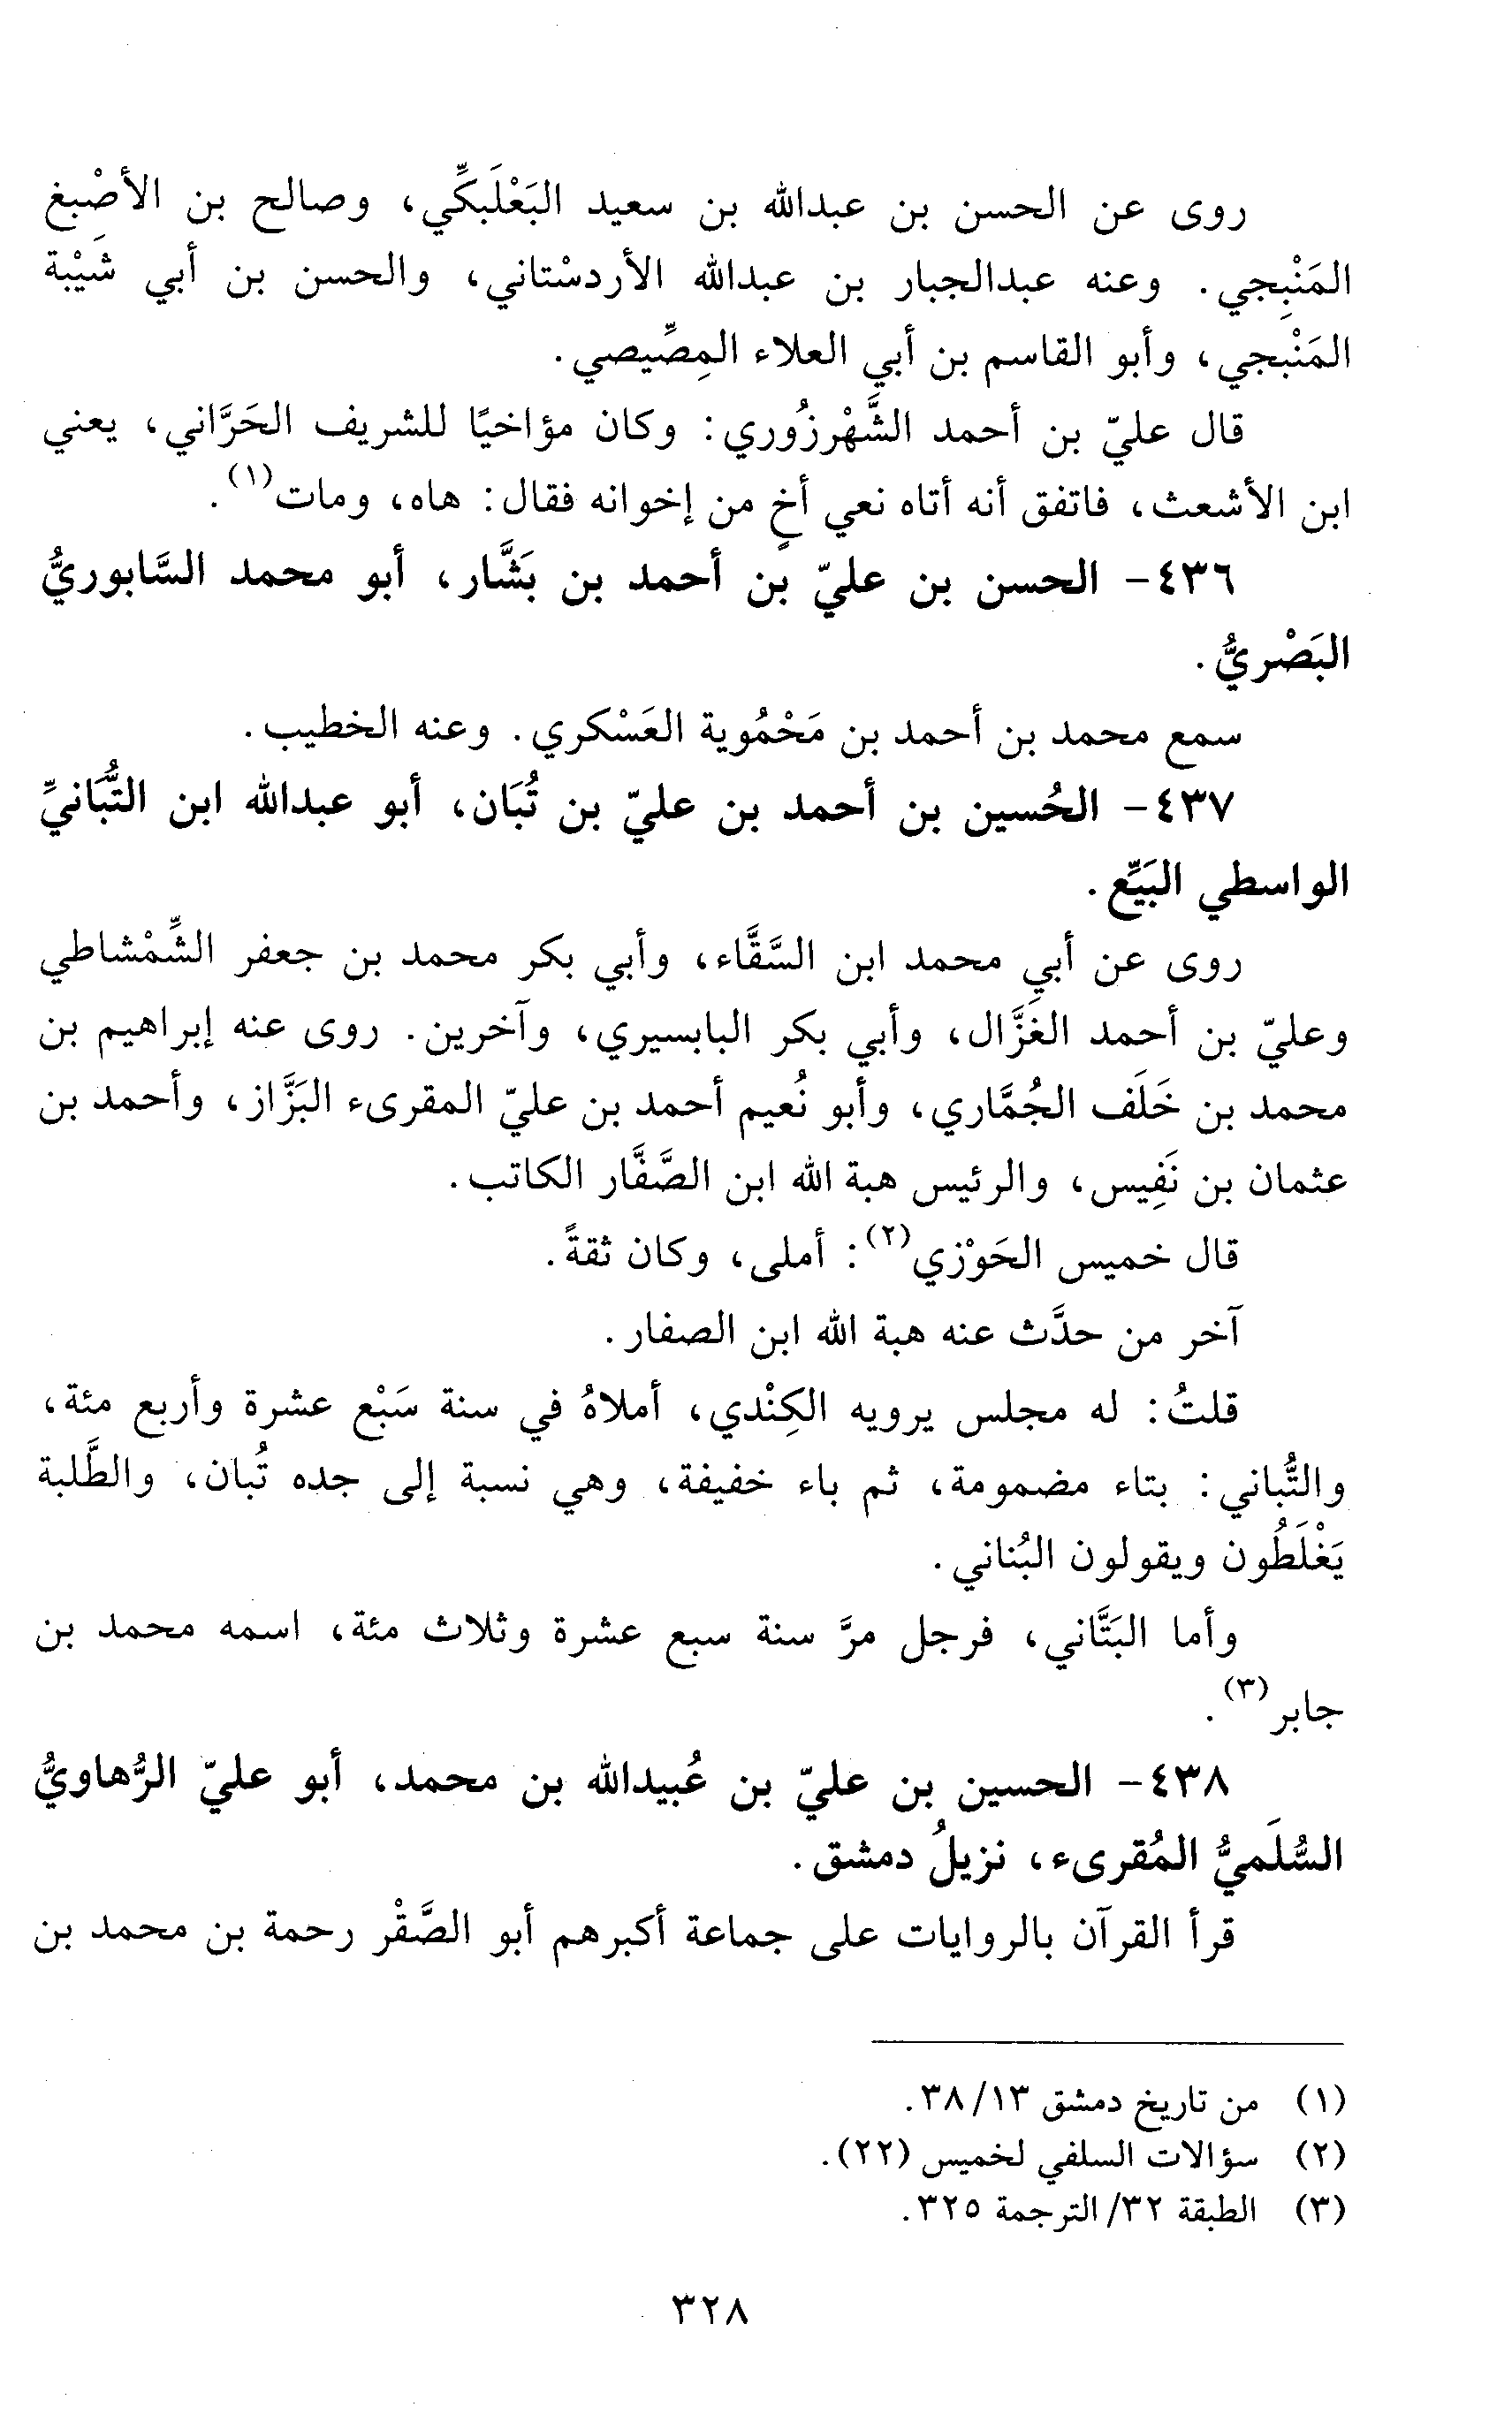 روى عن الحسن بن عبدالله بن سعيد البَعْلَبكِّي، وصالح بن الأصْبغ
المَنْبِجي. وعنه عبدالجبار بن عبدالله الأردسْتاني، والحسن بن أبي شَيْبة
المَنْبجي، وأبو القاسم بن أبي العلاء المِصِّيصي.
قال عليّ بن أحمد الشَّهْرزُوري: وكان مؤاخيًا للشريف الحَرَّاني، يعني
ابن الأشعث، فاتفق أنه أتاه نعي أخٍ من إخوانه فقال: هاه، ومات(١).
٤٣٦- الحسن بن عليّ بن أحمد بن بَشَّار، أبو محمد السَّابوريُّ
البَصْريُّ.
سمع محمد بن أحمد بن مَحْمُوية العَسْكري. وعنه الخطيب.
٤٣٧- الحُسين بن أحمد بن عليّ بن تُبَان، أبو عبدالله ابن التُّبَانيِّ
الواسطي البَيِّع.
روى عن أبي محمد ابن السَّقَّاء، وأبي بكر محمد بن جعفر الشِّمْشاطي
وعليّ بن أحمد الغَزَّال، وأبي بكر البابسيري، وآخرين. روى عنه إبراهيم بن
محمد بن خَلَف الجُمَّاري، وأبو نُعيم أحمد بن عليّ المقرىء البَزَّاز، وأحمد بن
عثمان بن نَفِيس، والرئيس هبة الله ابن الصَّفَّار الكاتب.
قال خميس الحَوْزي(٢): أملى، وكان ثقةً.
آخر من حدَّث عنه هبة الله ابن الصفار.
قلتُ: له مجلس يرويه الكِنْدي، أملاهُ في سنة سَبْع عشرة وأربع مئة،
والتُّباني: بتاء مضمومة، ثم باء خفيفة، وهي نسبة إلى جده تُبان، والطَّلبة
يَغْلَطُون ويقولون البُناني.
وأما البَتَّاني، فرجل مرَّ سنة سبع عشرة وثلاث مئة، اسمه محمد بن
جابر(٣).
٤٣٨- الحسين بن عليّ بن عُبيدالله بن محمد، أبو عليّ الرُّهاويُّ
السُّلَميُّ المُقرىء، نزيلُ دمشق.
قرأ القرآن بالروايات على جماعة أكبرهم أبو الصَّقْر رحمة بن محمد بن
(١) من تاريخ دمشق ١٣/ ٣٨.
(٢) سؤالات السلفي لخميس (٢٢).
(٣) الطبقة ٣٢/ الترجمة ٣٢٥.
٣٢٨